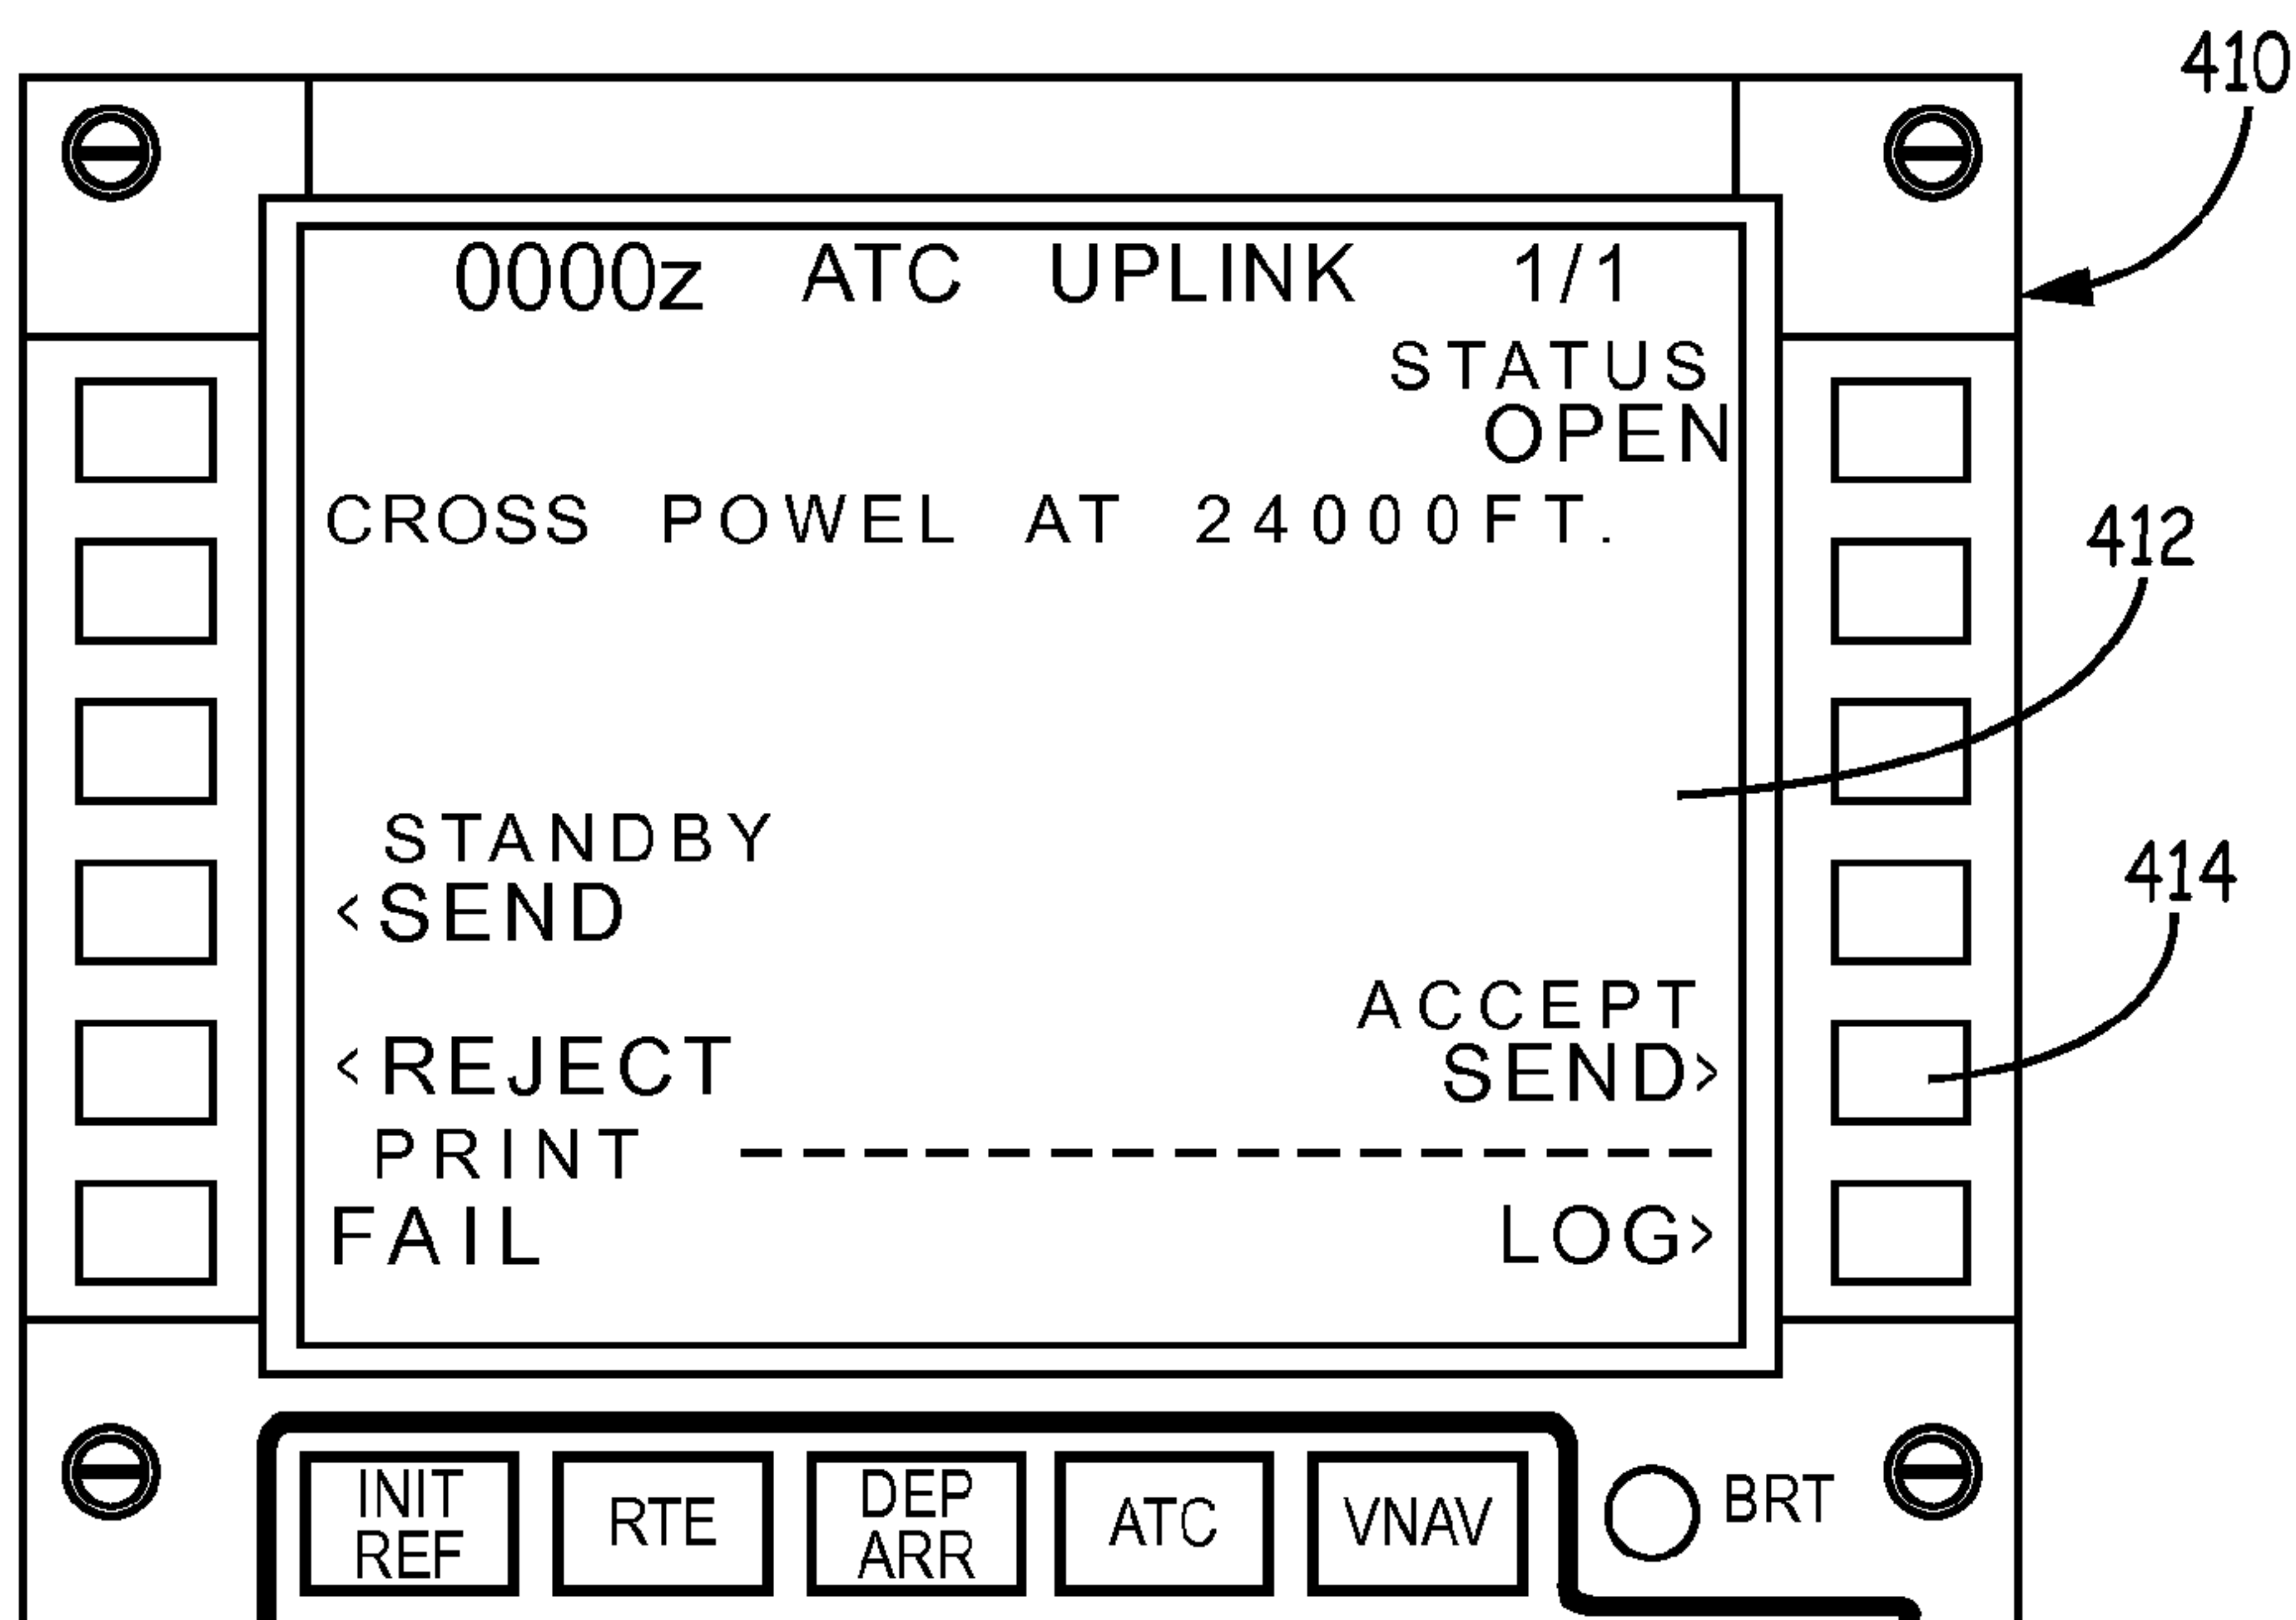 410
0000z ATC UPLINK 1/1
STATUS
OPEN
CROSS POWEL AT 24000FT.
412
STANDBY
<SEND
414
ACCEPT
<REJECT SEND>
PRINT ----------------
FAIL LOG>
INIT REF RTE DEP ARR ATC VNAV BRT